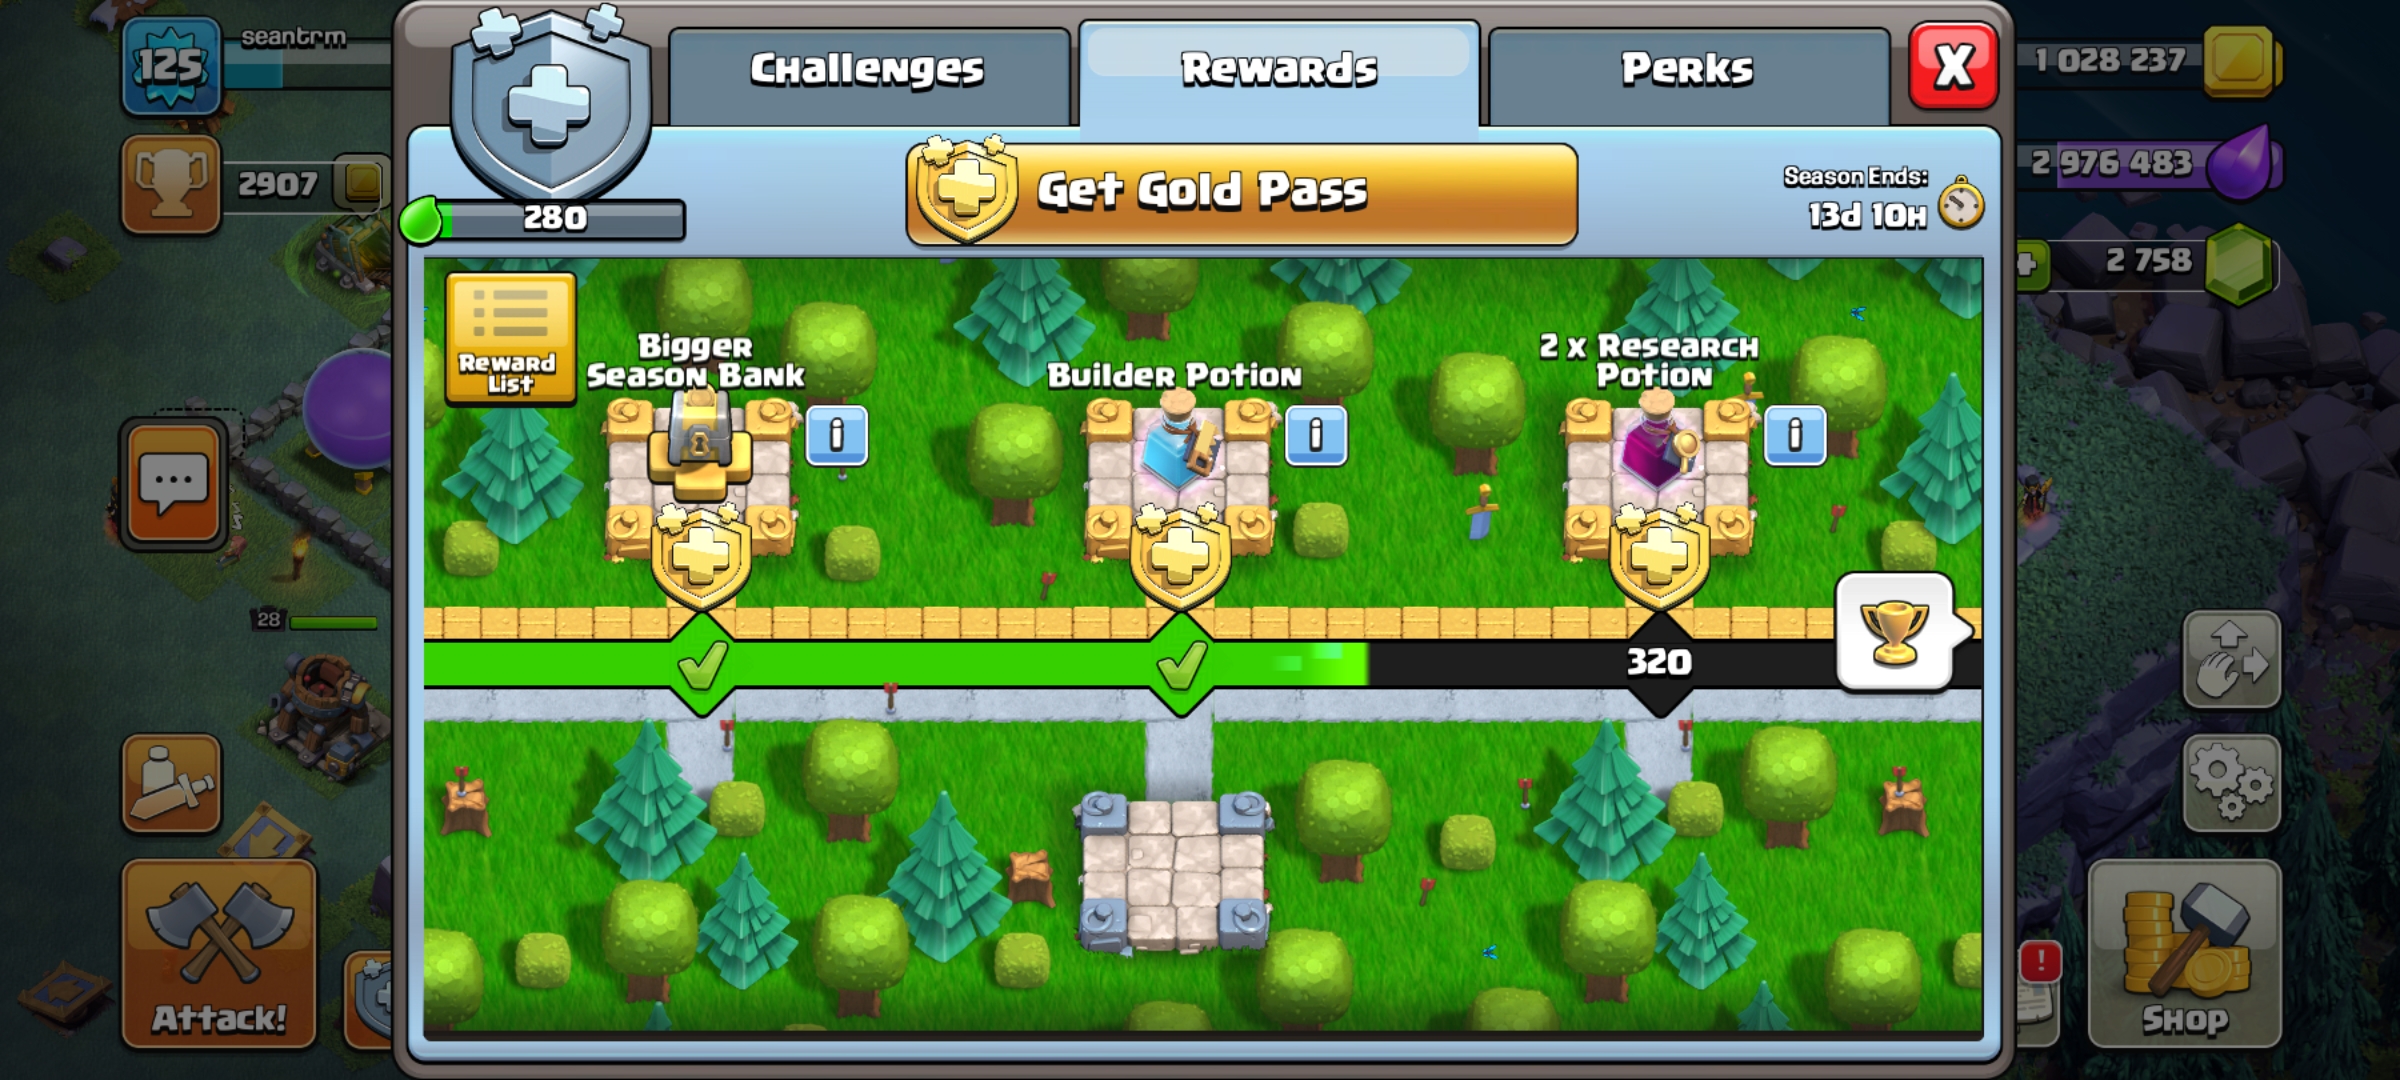 125
seantrm
2907
280
Challenges
Rewards
Perks
X
Get Gold Pass
Season Ends:
13d 10h
1 028 237
2 976 483
2 758
Reward
List
Bigger
Season Bank
i
Builder Potion
i
2 x Research
Potion
i
28
320
Attack!
!
Shop